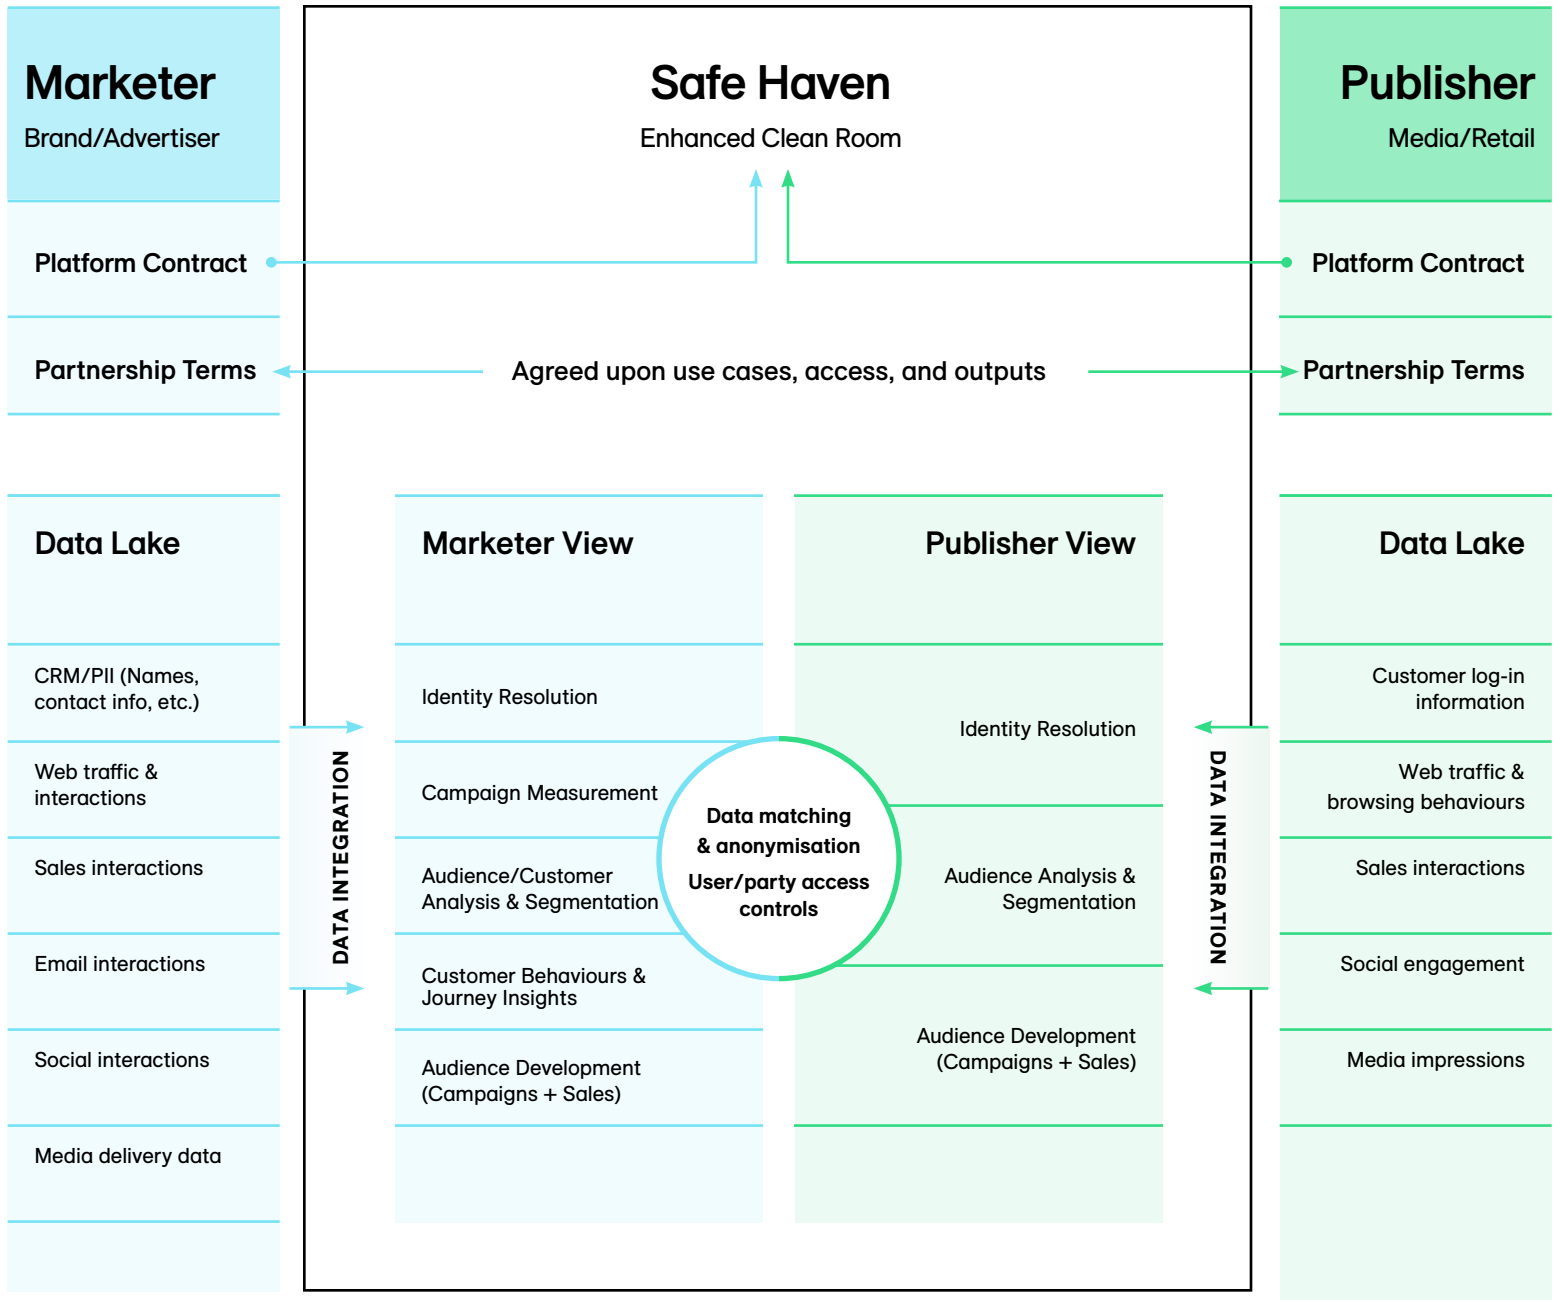 Marketer
Brand/Advertiser
Safe Haven
Enhanced Clean Room
Publisher
Media/Retail
Platform Contract
Platform Contract
Partnership Terms
Agreed upon use cases, access, and outputs
Partnership Terms
Data Lake
CRM/PII (Names,
contact info, etc.)
Web traffic &
interactions
Sales interactions
Email interactions
Social interactions
Media delivery data
DATA INTEGRATION
Marketer View
Identity Resolution
Campaign Measurement
Audience/Customer
Analysis & Segmentation
Customer Behaviours &
Journey Insights
Audience Development
(Campaigns + Sales)
Data matching
& anonymisation
User/party access
controls
Publisher View
Identity Resolution
Audience Analysis &
Segmentation
Audience Development
(Campaigns + Sales)
DATA INTEGRATION
Data Lake
Customer log-in
information
Web traffic &
browsing behaviours
Sales interactions
Social engagement
Media impressions